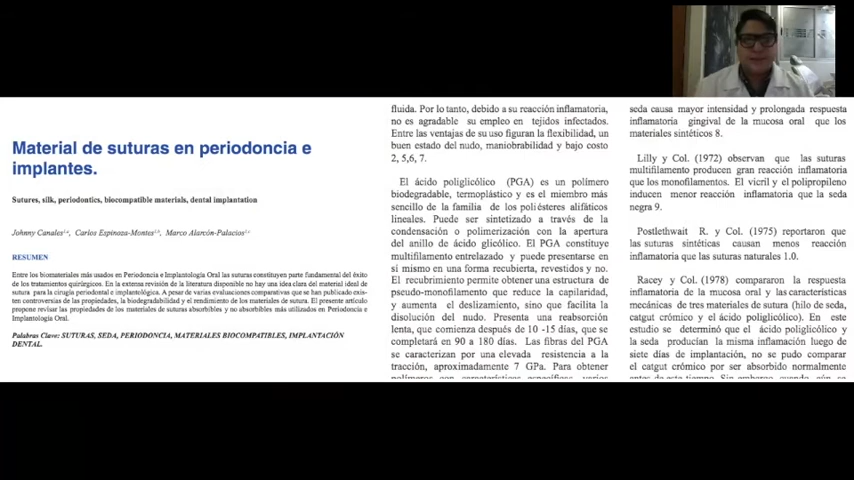 Material de suturas en periodoncia e
implantes.
Sutures, silk, periodontics, biocompatible materials, dental implantation
Johnny Canales¹,ª, Carlos Espinoza-Montes¹,ᵇ, Marco Alarcón-Palacios²,ᶜ
RESUMEN
Entre los biomateriales más usados en Periodoncia e Implantología Oral las suturas constituyen parte fundamental del éxito
de los tratamientos quirúrgicos. En la extensa revisión de la literatura disponible no hay una idea clara del material ideal de
sutura para la cirugía periodontal e implantológica. A pesar de varias evaluaciones comparativas que se han publicado exis-
ten controversias de las propiedades, la biodegradabilidad y el rendimiento de los materiales de sutura. El presente artículo
propone revisar las propiedades de los materiales de suturas absorbibles y no absorbibles más utilizados en Periodoncia e
Implantología Oral.
Palabras Clave: SUTURAS, SEDA, PERIODONCIA, MATERIALES BIOCOMPATIBLES, IMPLANTACIÓN
DENTAL.
fluida. Por lo tanto, debido a su reacción inflamatoria,
no es agradable su empleo en tejidos infectados.
Entre las ventajas de su uso figuran la flexibilidad, un
buen estado del nudo, maniobrabilidad y bajo costo
2, 5,6, 7.
El ácido poliglicólico (PGA) es un polímero
biodegradable, termoplástico y es el miembro más
sencillo de la familia de los poliésteres alifáticos
lineales. Puede ser sintetizado a través de la
condensación o polimerización con la apertura
del anillo de ácido glicólico. El PGA constituye
multifilamento entrelazado y puede presentarse en
si mismo en una forma recubierta, revestidos y no.
El recubrimiento permite obtener una estructura de
pseudo-monofilamento que reduce la capilaridad,
y aumenta el deslizamiento, sino que facilita la
disolución del nudo. Presenta una reabsorción
lenta, que comienza después de 10 -15 días, que se
completará en 90 a 180 días. Las fibras del PGA
se caracterizan por una elevada resistencia a la
tracción, aproximadamente 7 GPa. Para obtener
polímeros con características específicas, varios
seda causa mayor intensidad y prolongada respuesta
inflamatoria gingival de la mucosa oral que los
materiales sintéticos 8.
Lilly y Col. (1972) observan que las suturas
multifilamento producen gran reacción inflamatoria
que los monofilamentos. El vicril y el polipropileno
inducen menor reacción inflamatoria que la seda
negra 9.
Postlethwait R. y Col. (1975) reportaron que
las suturas sintéticas causan menos reacción
inflamatoria que las suturas naturales 1.0.
Racey y Col. (1978) compararon la respuesta
inflamatoria de la mucosa oral y las características
mecánicas de tres materiales de sutura (hilo de seda,
catgut crómico y el ácido poliglicólico). En este
estudio se determinó que el ácido poliglicólico y
la seda producían la misma inflamación luego de
siete días de implantación, no se pudo comparar
el catgut crómico por ser absorbido normalmente
antes de este tiempo. Sin embargo, cuando aún se